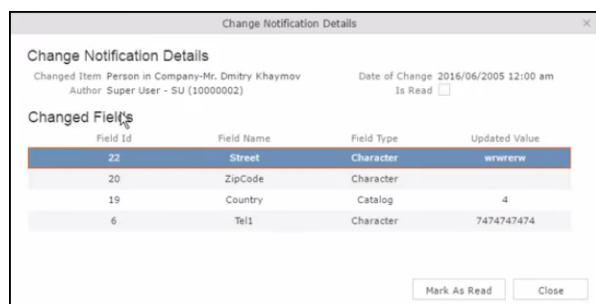 Change Notification Details ×
Change Notification Details
Changed Item Person in Company-Mr. Dmitry Khaymov Date of Change 2016/06/2005 12:00 am
Author Super User - SU (10000002) Is Read
Changed Fields
Field Id Field Name Field Type Updated Value
22 Street Character wrwrerw
20 ZipCode Character
19 Country Catalog 4
6 Tel1 Character 7474747474
Mark As Read Close